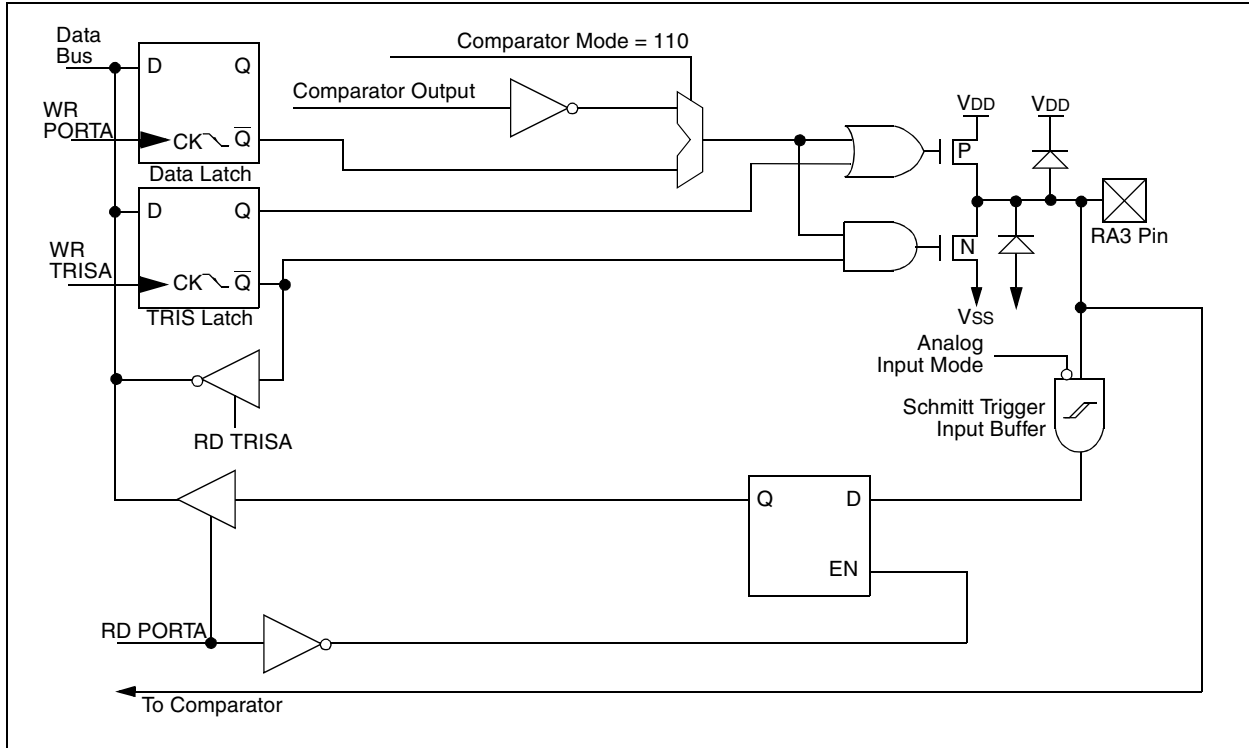 Data
Bus
D
Q
WR
PORTA
CK
Q
Data Latch
Comparator Mode = 110
Comparator Output
D
Q
WR
TRISA
CK
Q
TRIS Latch
RD TRISA
VDD
VDD
P
N
RA3 Pin
VSS
Analog
Input Mode
Schmitt Trigger
Input Buffer
Q
D
EN
RD PORTA
To Comparator